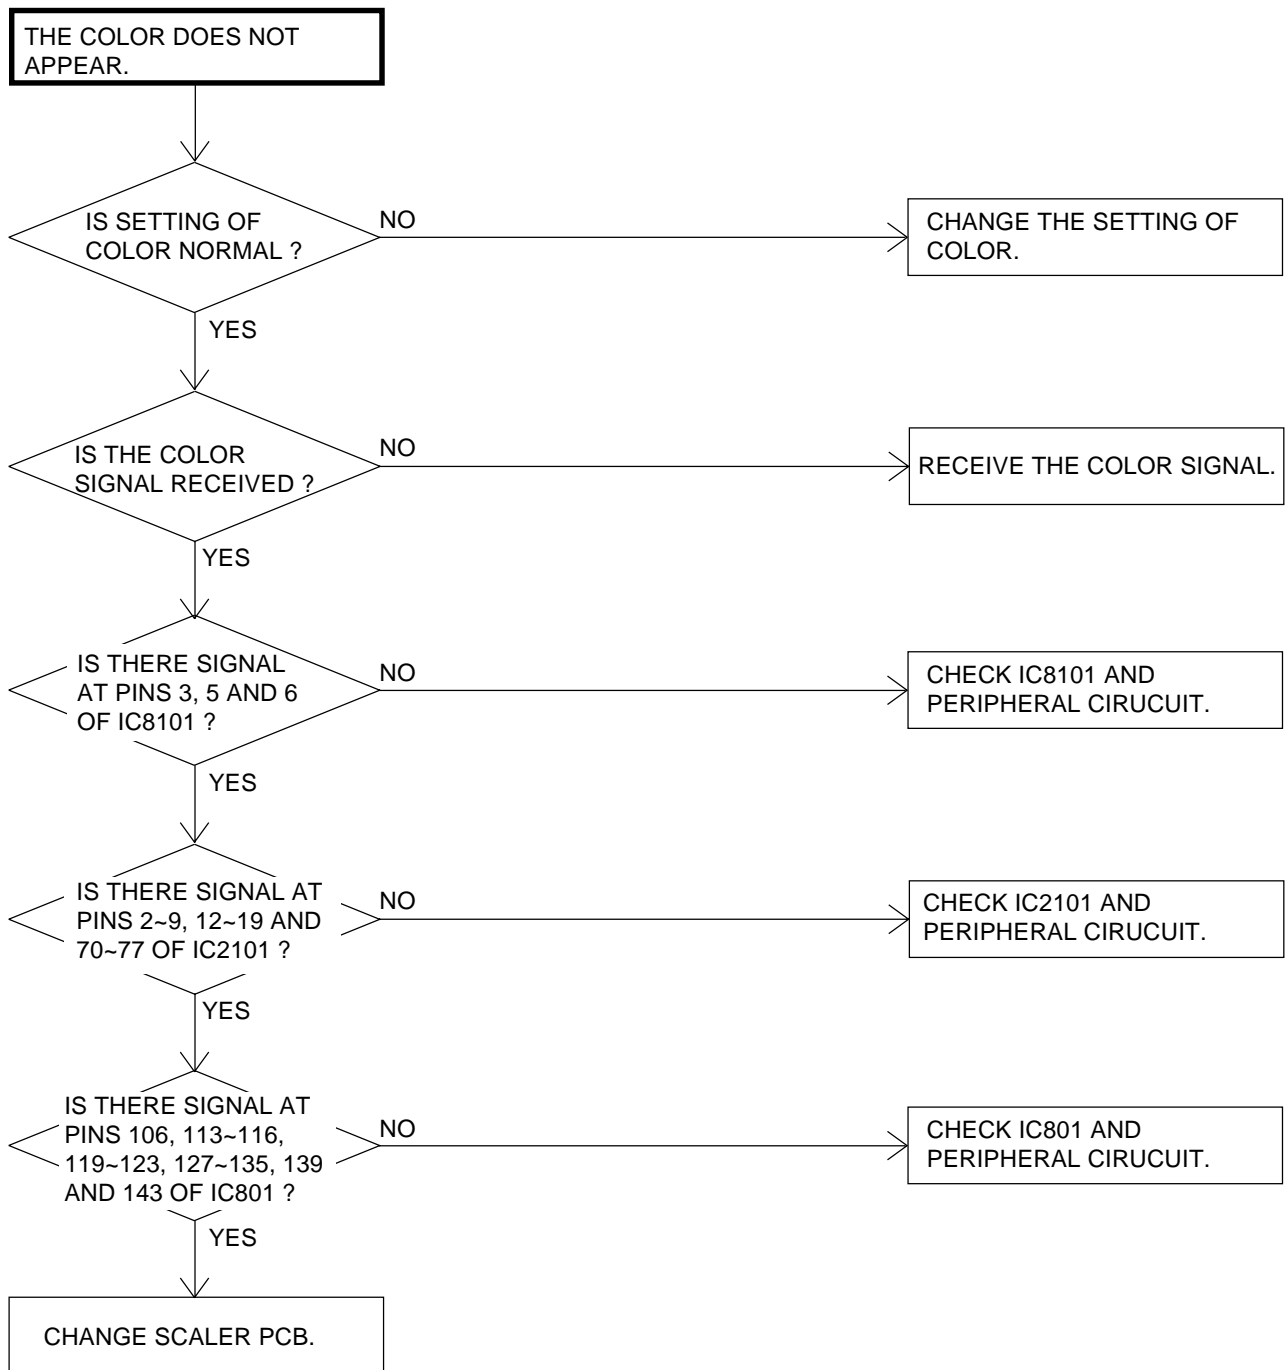 THE COLOR DOES NOT
APPEAR.
IS SETTING OF
COLOR NORMAL ?
NO
CHANGE THE SETTING OF
COLOR.
YES
IS THE COLOR
SIGNAL RECEIVED ?
NO
RECEIVE THE COLOR SIGNAL.
YES
IS THERE SIGNAL
AT PINS 3, 5 AND 6
OF IC8101 ?
NO
CHECK IC8101 AND
PERIPHERAL CIRUCUIT.
YES
IS THERE SIGNAL AT
PINS 2~9, 12~19 AND
70~77 OF IC2101 ?
NO
CHECK IC2101 AND
PERIPHERAL CIRUCUIT.
YES
IS THERE SIGNAL AT
PINS 106, 113~116,
119~123, 127~135, 139
AND 143 OF IC801 ?
NO
CHECK IC801 AND
PERIPHERAL CIRUCUIT.
YES
CHANGE SCALER PCB.